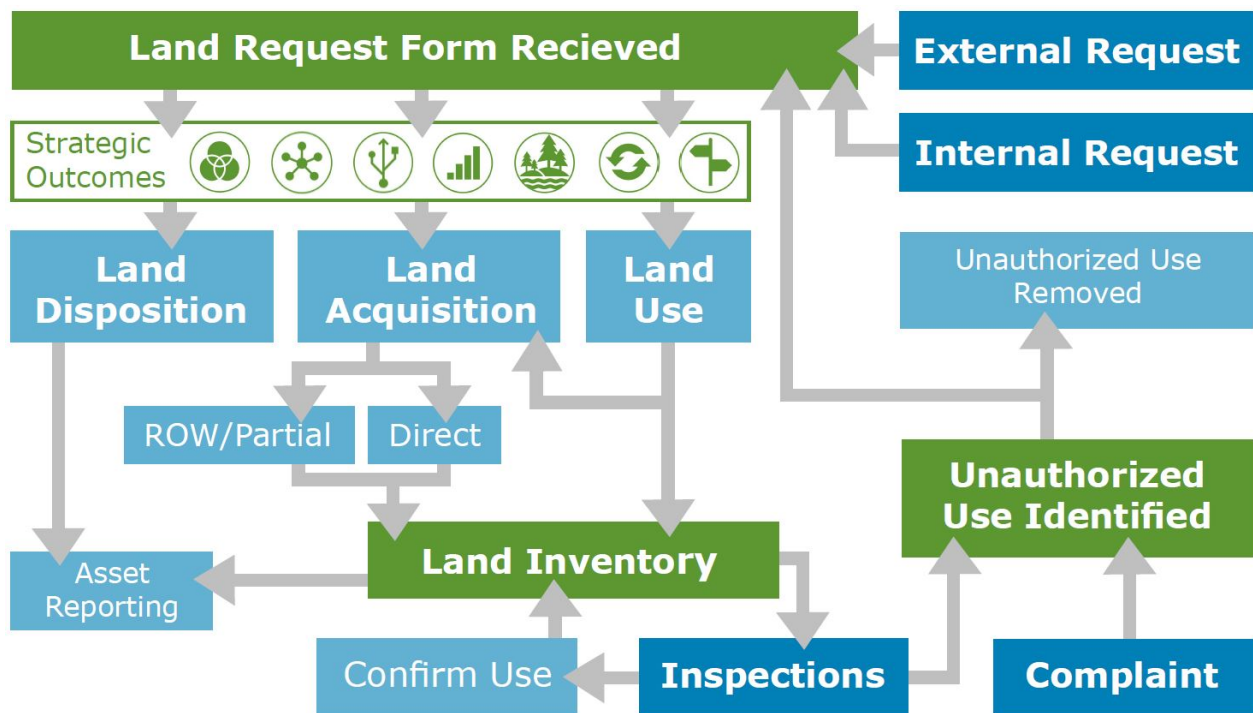 Land Request Form Recieved
External Request
Internal Request
Strategic
Outcomes
Land
Disposition
Land
Acquisition
Land
Use
Unauthorized Use
Removed
ROW/Partial
Direct
Unauthorized
Use Identified
Land Inventory
Asset
Reporting
Confirm Use
Inspections
Complaint